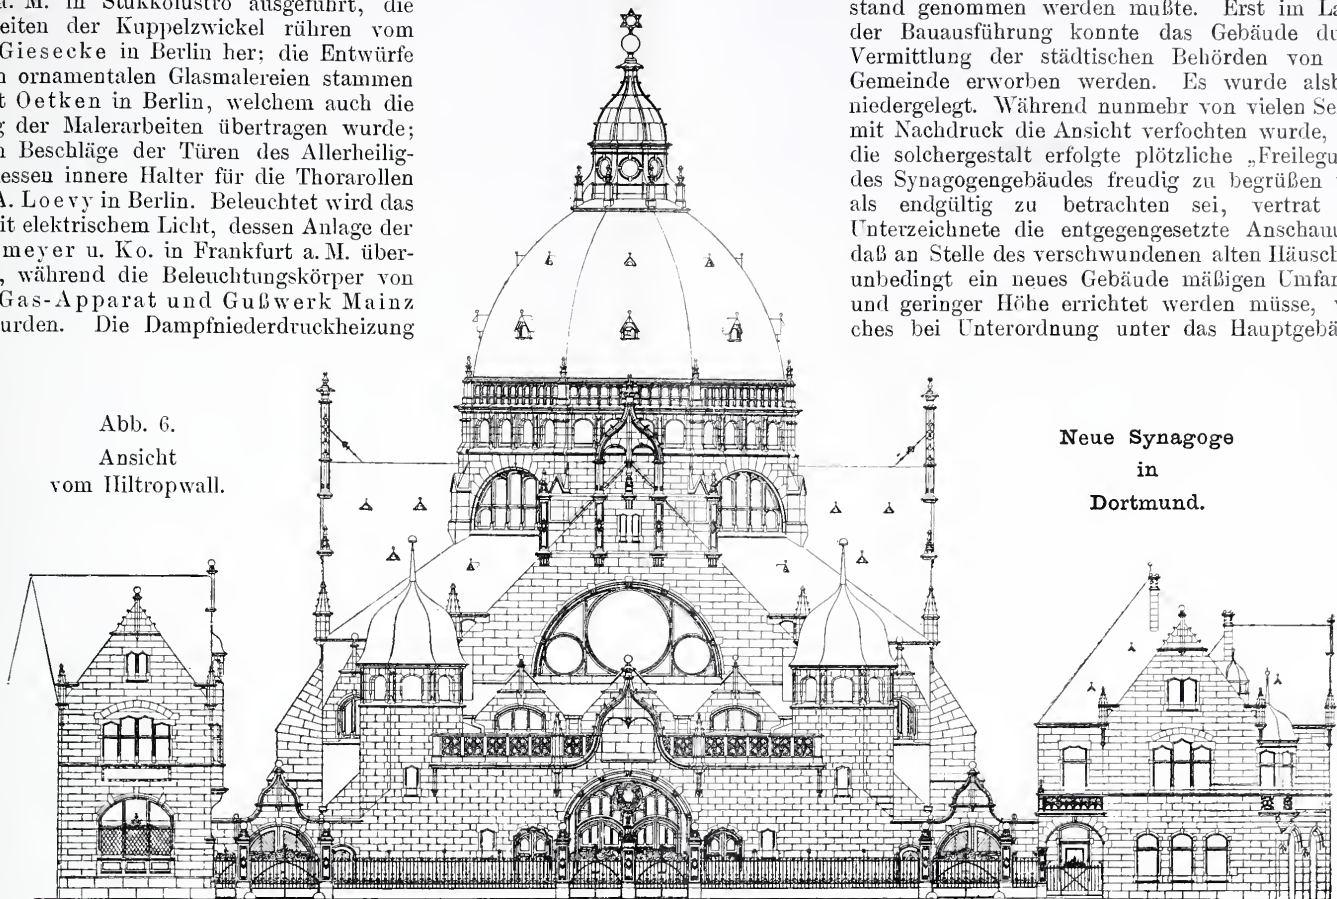 a. M. in Stukkolustro ausgeführt, die
eiten der Kuppelzwickel rühren vom
Giesecke in Berlin her; die Entwürfe
n ornamentalen Glasmalereien stammen
t Oetken in Berlin, welchem auch die
g der Malerarbeiten übertragen wurde;
n Beschläge der Türen des Allerheilig-
essen innere Halter für die Thorarollen
A. Loevy in Berlin. Beleuchtet wird das
it elektrischem Licht, dessen Anlage der
meyer u. Ko. in Frankfurt a. M. über-
, während die Beleuchtungskörper von
Gas-Apparat und Gußwerk Mainz
urden. Die Dampfniederdruckheizung
stand genommen werden mußte. Erst im La
der Bauausführung konnte das Gebäude du
Vermittlung der städtischen Behörden von
Gemeinde erworben werden. Es wurde alsb
niedergelegt. Während nunmehr von vielen Se
mit Nachdruck die Ansicht verfochten wurde,
die solchergestalt erfolgte plötzliche „Freilegu
des Synagogengebäudes freudig zu begrüßen
als endgültig zu betrachten sei, vertrat
Unterzeichnete die entgegengesetzte Anschauu
daß an Stelle des verschwundenen alten Häusch
unbedingt ein neues Gebäude mäßigen Umfan
und geringer Höhe errichtet werden müsse, w
ches bei Unterordnung unter das Hauptgebä
Abb. 6.
Ansicht
vom Hiltropwall.
Neue Synagoge
in
Dortmund.